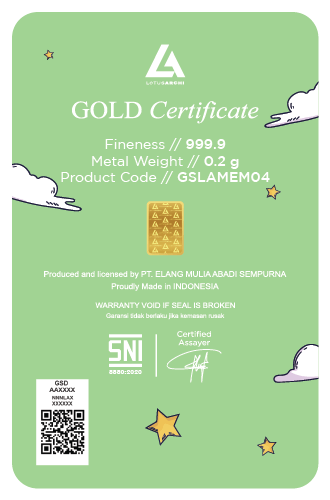 LOTUSARCHI
GOLD Certificate
Fineness // 999.9
Metal Weight // 0.2 g
Product Code // GSLAMEM04
Produced and licensed by PT. ELANG MULIA ABADI SEMPURNA
Proudly Made in INDONESIA
WARRANTY VOID IF SEAL IS BROKEN
Garansi tidak berlaku jika kemasan rusak
SNI
Certified
Assayer
GSD
AAXXXX
NNNLAX
XXXXXX